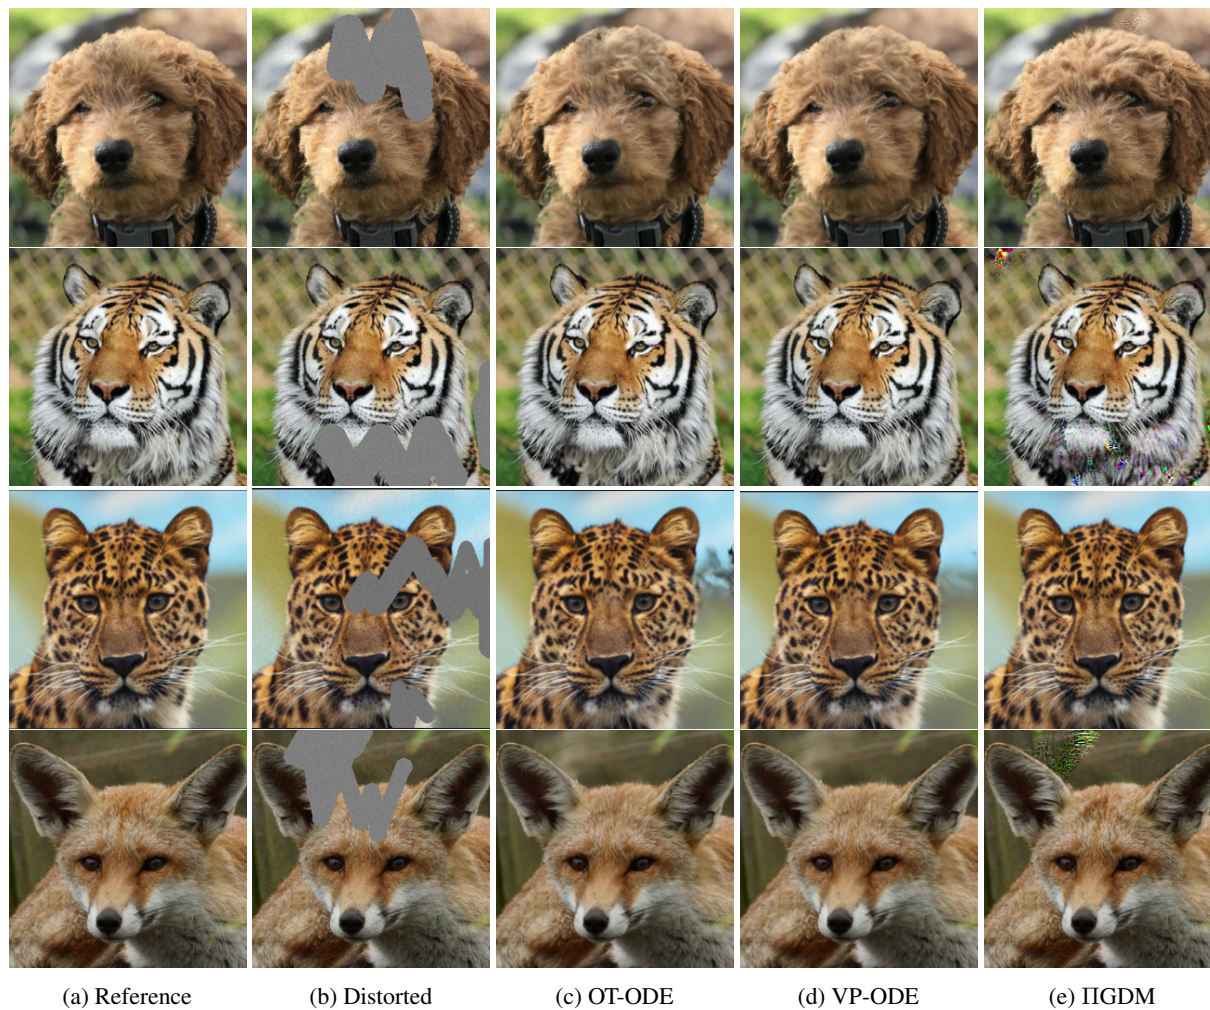 (a) Reference
(b) Distorted
(c) OT-ODE
(d) VP-ODE
(e) ΠGDM